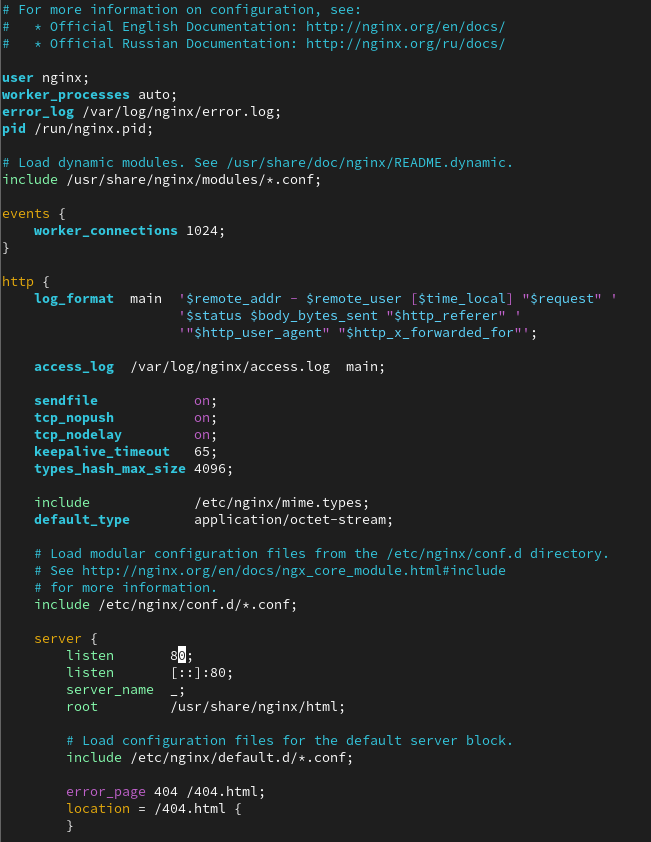 # For more information on configuration, see:
#   * Official English Documentation: http://nginx.org/en/docs/
#   * Official Russian Documentation: http://nginx.org/ru/docs/

user nginx;
worker_processes auto;
error_log /var/log/nginx/error.log;
pid /run/nginx.pid;

# Load dynamic modules. See /usr/share/doc/nginx/README.dynamic.
include /usr/share/nginx/modules/*.conf;

events {
    worker_connections 1024;
}

http {
    log_format  main  '$remote_addr - $remote_user [$time_local] "$request" '
                      '$status $body_bytes_sent "$http_referer" '
                      '"$http_user_agent" "$http_x_forwarded_for"';

    access_log  /var/log/nginx/access.log  main;

    sendfile            on;
    tcp_nopush          on;
    tcp_nodelay         on;
    keepalive_timeout   65;
    types_hash_max_size 4096;

    include             /etc/nginx/mime.types;
    default_type        application/octet-stream;

    # Load modular configuration files from the /etc/nginx/conf.d directory.
    # See http://nginx.org/en/docs/ngx_core_module.html#include
    # for more information.
    include /etc/nginx/conf.d/*.conf;

    server {
        listen       80;
        listen       [::]:80;
        server_name  _;
        root         /usr/share/nginx/html;

        # Load configuration files for the default server block.
        include /etc/nginx/default.d/*.conf;

        error_page 404 /404.html;
        location = /404.html {
        }